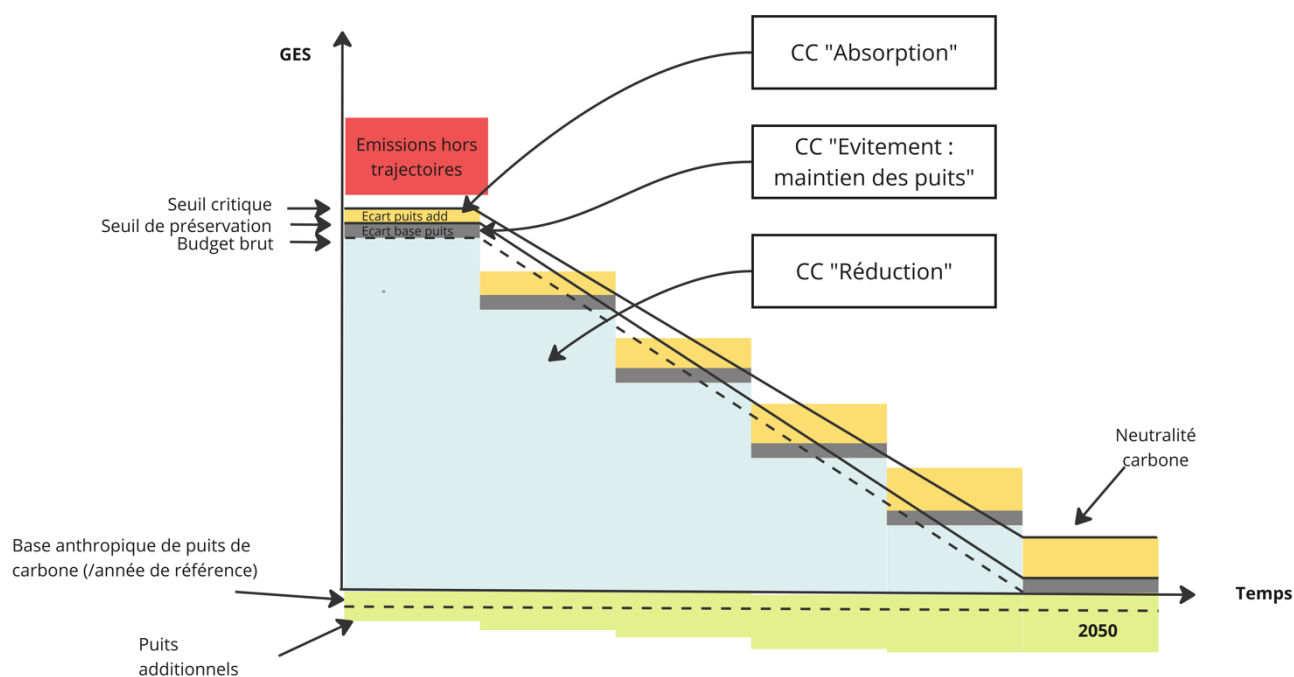 GES
CC "Absorption"
Emissions hors
trajectoires
CC "Evitement :
maintien des puits"
Seuil critique
Ecart puits add
Seuil de préservation
Ecart base puits
Budget brut
CC "Réduction"
Neutralité
carbone
Base anthropique de puits de
carbone (/année de référence)
Temps
2050
Puits
additionnels